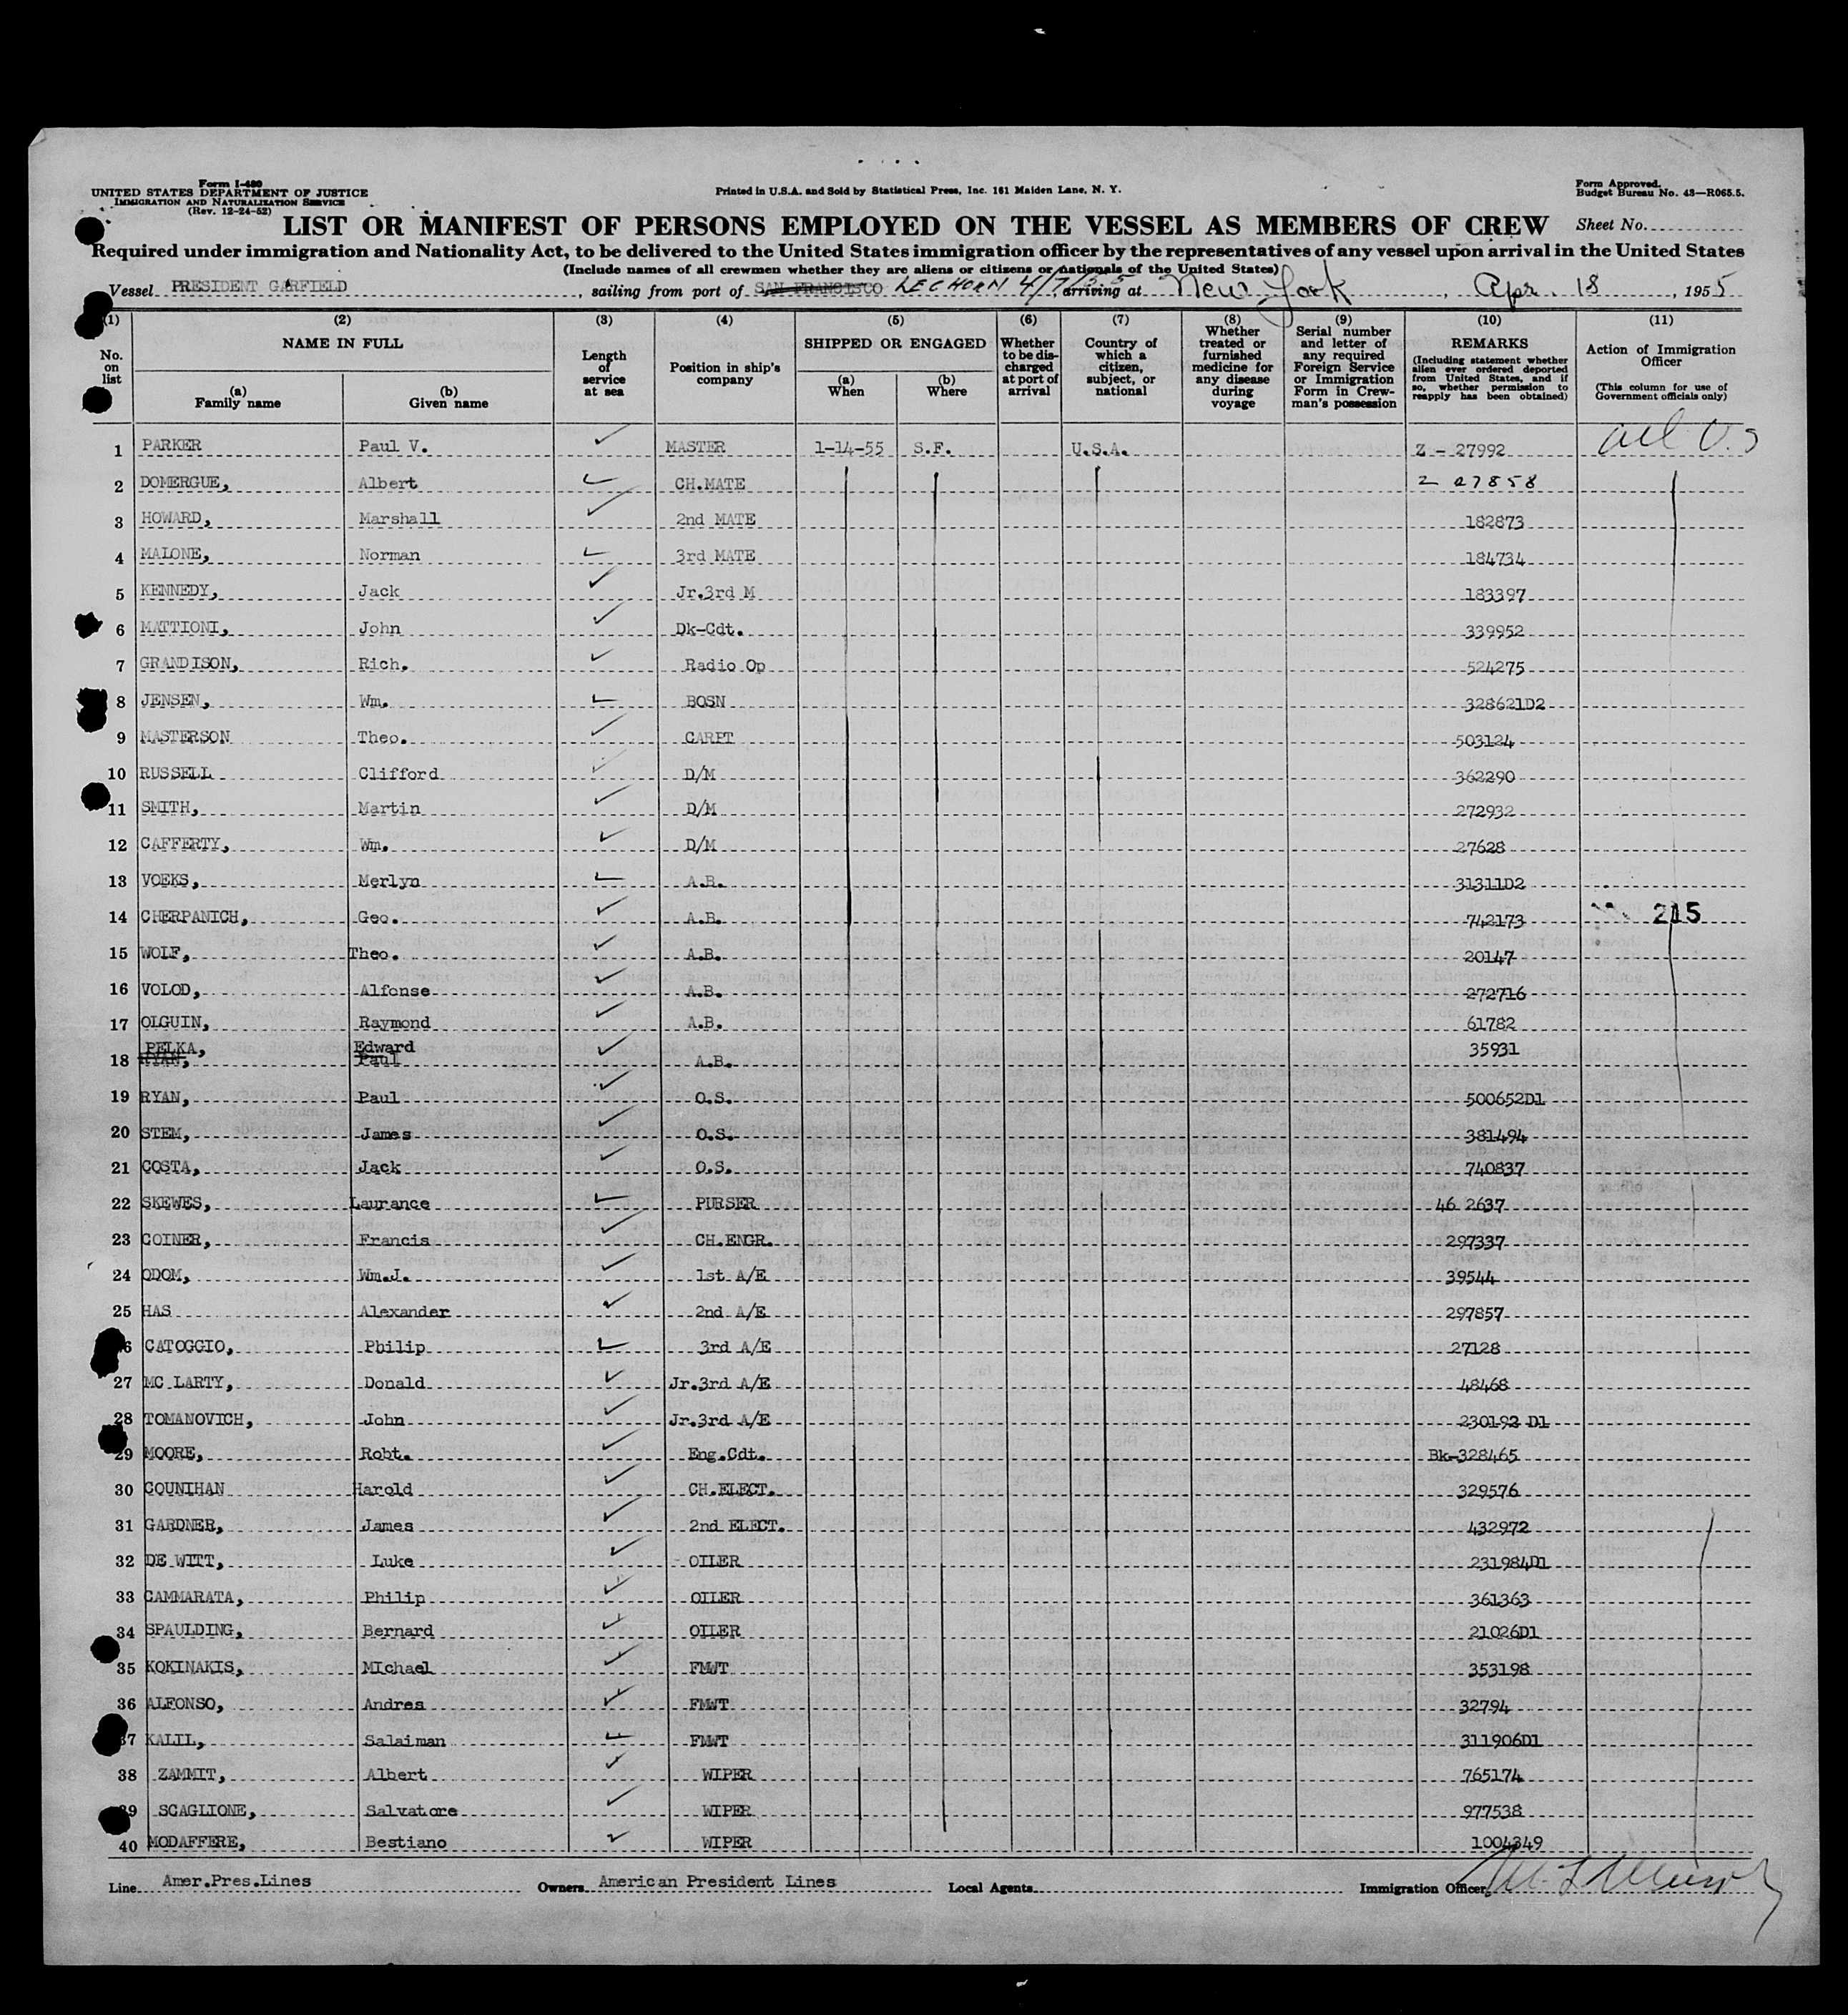 Form I-480
UNITED STATES DEPARTMENT OF JUSTICE
IMMIGRATION AND NATURALIZATION SERVICE
(Rev. 12-24-52)
Printed in U.S.A. and Sold by Statistical Press, Inc. 161 Maiden Lane, N. Y.
Form Approved.
Budget Bureau No. 43—R065.5.
LIST OR MANIFEST OF PERSONS EMPLOYED ON THE VESSEL AS MEMBERS OF CREW
Sheet No.
Required under immigration and Nationality Act, to be delivered to the United States immigration officer by the representatives of any vessel upon arrival in the United States
(Include names of all crewmen whether they are aliens or citizens or nationals of the United States)
Vessel PRESIDENT GARFIELD, sailing from port of SAN FRANCISCO LEGHORN 4/7/55 arriving at New York, Apr. 18, 1955
(1) (2) (3) (4) (5) (6) (7) (8) (9) (10) (11)
No. on list
NAME IN FULL
(a) Family name
(b) Given name
Length of service at sea
Position in ship's company
SHIPPED OR ENGAGED
(a) When
(b) Where
Whether to be discharged at port of arrival
Country of which a citizen, subject, or national
Whether treated or furnished medicine for any disease during voyage
Serial number and letter of any required Foreign Service or Immigration Form in Crewman's possession
REMARKS
(Including statement whether alien ever ordered deported from United States, and if so, whether permission to reapply has been obtained)
Action of Immigration Officer
(This column for use of Government officials only)
1 PARKER Paul V. MASTER 1-14-55 S.F. U.S.A. Z - 27992 all U.S
2 DOMERGUE, Albert CH.MATE Z 27858
3 HOWARD, Marshall 2nd MATE 182873
4 MALONE, Norman 3rd MATE 184734
5 KENNEDY, Jack Jr.3rd M 183397
6 MATTIONI, John Dk-Cdt. 339952
7 GRANDISON, Rich. Radio Op 524275
8 JENSEN, Wm. BOSN 328621D2
9 MASTERSON Theo. CARPT 503124
10 RUSSELL Clifford D/M 362290
11 SMITH, Martin D/M 272932
12 CAFFERTY, Wm. D/M 27628
13 VOEKS, Merlyn A.B. 31311D2
14 CHERPANICH, Geo. A.B. 742173 215
15 WOLF, Theo. A.B. 20147
16 VOLOD, Alfonse A.B. 272716
17 OLGUIN, Raymond A.B. 61782
PELKA, Edward 35931
18 RYAN, Paul A.B.
19 RYAN, Paul O.S. 500652D1
20 STEM, James O.S. 381494
21 COSTA, Jack O.S. 740837
22 SKEWES, Laurance PURSER 46 2637
23 COINER, Francis CH.ENGR. 297337
24 ODOM, Wm.J. 1st A/E 39544
25 HAS Alexander 2nd A/E 297857
6 CATOGGIO, Philip 3rd A/E 27128
27 MC LARTY, Donald Jr.3rd A/E 48468
28 TOMANOVICH, John Jr.3rd A/E 230192 D1
29 MOORE, Robt. Eng.Cdt. Bk-328465
30 COUNIHAN Harold CH.ELECT. 329576
31 GARDNER, James 2nd ELECT. 432972
32 DE WITT, Luke OILER 231984D1
33 CAMMARATA, Philip OILER 361363
34 SPAULDING, Bernard OILER 21026D1
35 KOKINAKIS, MIchael FMWT 353198
36 ALFONSO, Andres FMWT 32794
37 KALIL, Salaiman FMWT 311906D1
38 ZAMMIT, Albert WIPER 765174
39 SCAGLIONE, Salvatore WIPER 977538
40 MODAFFERE, Bestiano WIPER 1004349
Line Amer.Pres.Lines Owners American President Lines Local Agents Immigration Officer